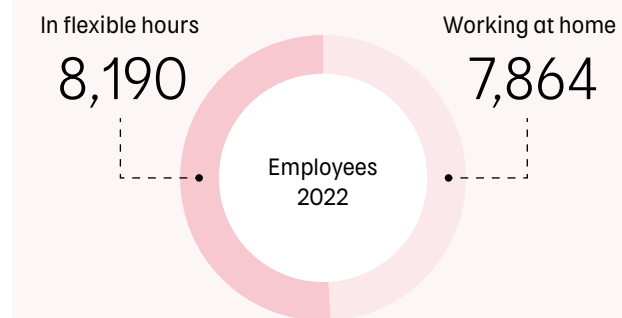 In flexible hours
8,190
Working at home
7,864
Employees
2022